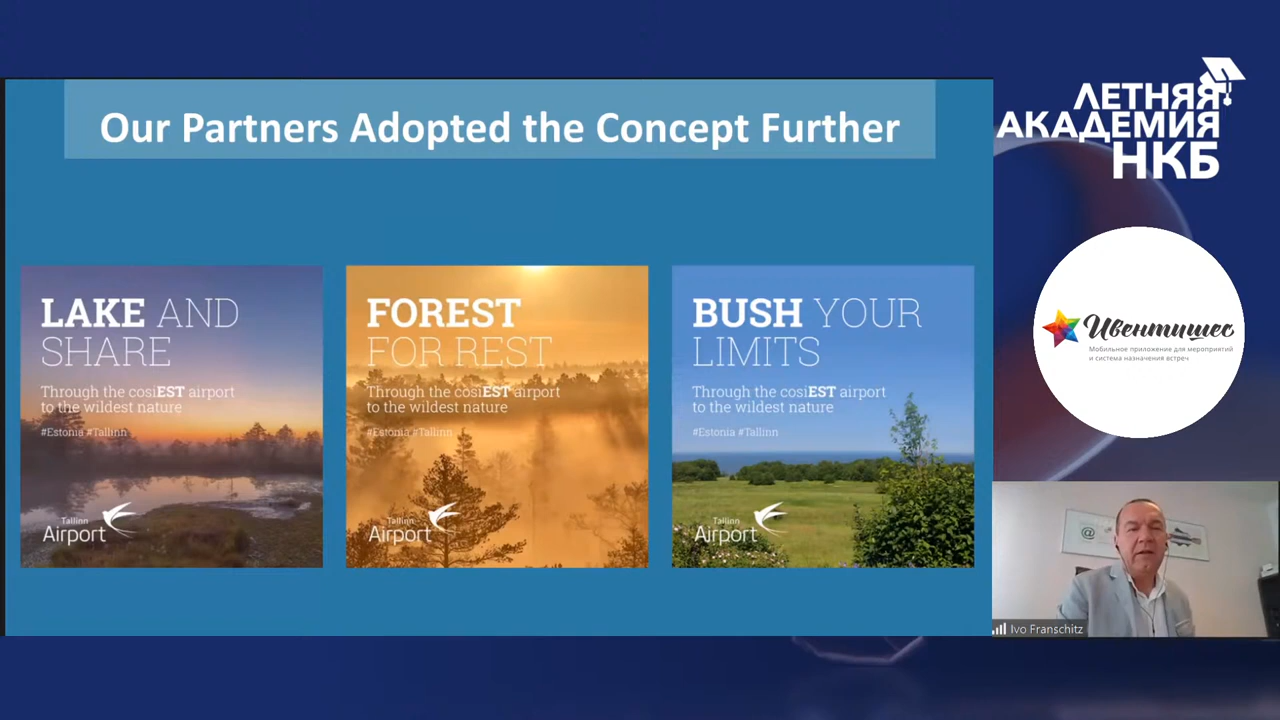 Our Partners Adopted the Concept Further
LAKE AND
SHARE
Through the cosiEST airport
to the wildest nature
#Estonia #Tallinn
Tallinn
Airport
FOREST
FOR REST
Through the cosiEST airport
to the wildest nature
#Estonia #Tallinn
Tallinn
Airport
BUSH YOUR
LIMITS
Through the cosiEST airport
to the wildest nature
#Estonia #Tallinn
Tallinn
Airport
ЛЕТНЯЯ
АКАДЕМИЯ
НКБ
Ивентишес
Мобильное приложение для мероприятий
и система назначения встреч
@
Ivo Franschitz